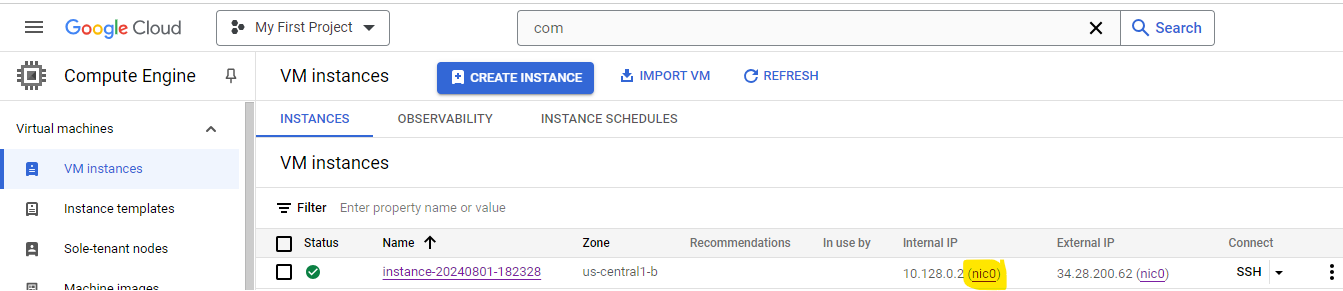 Google Cloud
My First Project
com
Search
Compute Engine
VM instances
CREATE INSTANCE
IMPORT VM
REFRESH
Virtual machines
INSTANCES
OBSERVABILITY
INSTANCE SCHEDULES
VM instances
VM instances
Instance templates
Filter
Enter property name or value
Sole-tenant nodes
Status
Name
Zone
Recommendations
In use by
Internal IP
External IP
Connect
instance-20240801-182328
us-central1-b
10.128.0.2 (nic0)
34.28.200.62 (nic0)
SSH
Machine images